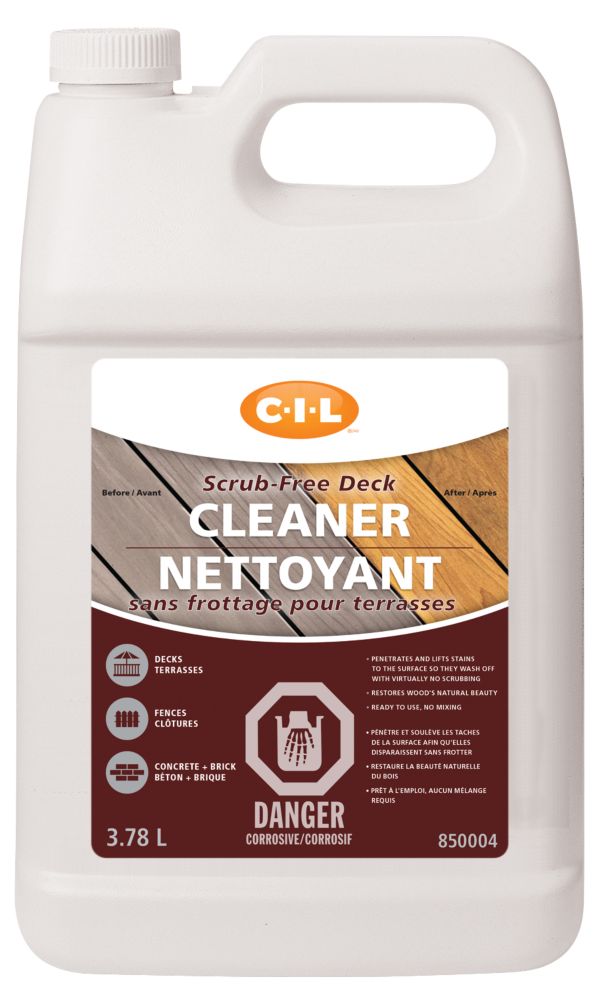 C·I·L
Before / Avant
After / Après
Scrub-Free Deck
CLEANER
NETTOYANT
sans frottage pour terrasses
DECKS
TERRASSES
FENCES
CLÔTURES
CONCRETE + BRICK
BÉTON + BRIQUE
• PENETRATES AND LIFTS STAINS
TO THE SURFACE SO THEY WASH OFF
WITH VIRTUALLY NO SCRUBBING
• RESTORES WOOD'S NATURAL BEAUTY
• READY TO USE, NO MIXING
• PÉNÈTRE ET SOULÈVE LES TACHES
DE LA SURFACE AFIN QU'ELLES
DISPARAISSENT SANS FROTTER
• RESTAURE LA BEAUTÉ NATURELLE
DU BOIS
• PRÊT À L'EMPLOI, AUCUN MÉLANGE
REQUIS
DANGER
CORROSIVE/CORROSIF
3.78 L
850004